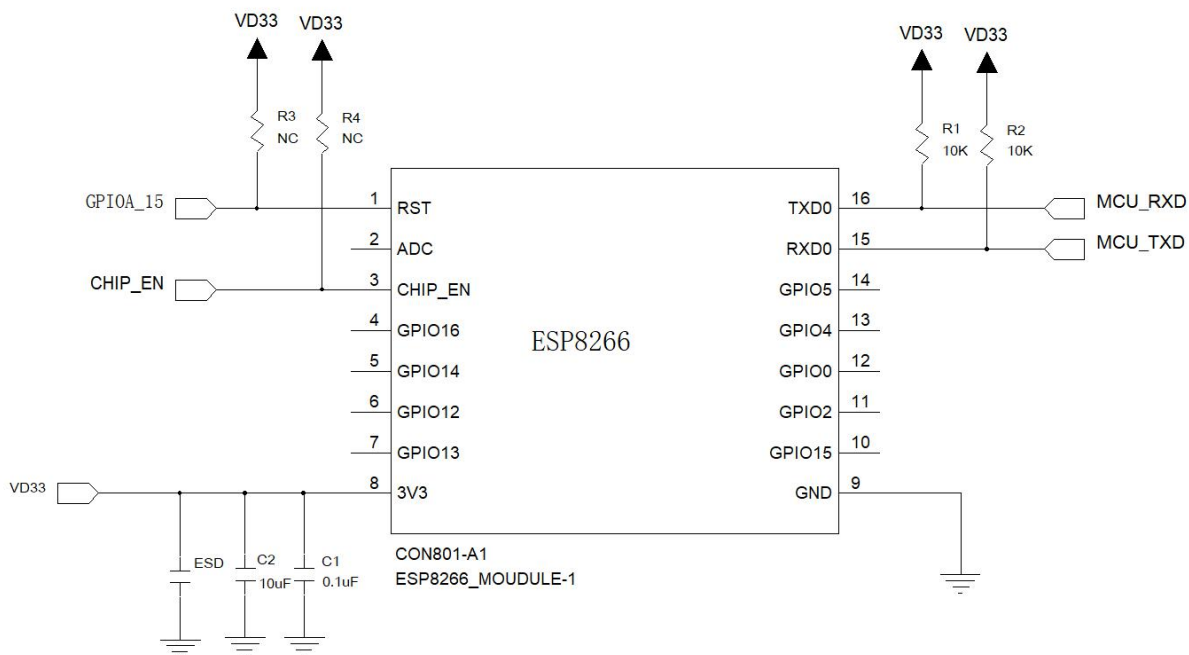 VD33
VD33
VD33
VD33
R3
NC
R4
NC
R1
10K
R2
10K
GPIOA_15
1
RST
TXD0
16
MCU_RXD
2
ADC
RXD0
15
MCU_TXD
CHIP_EN
3
CHIP_EN
GPIO5
14
4
GPIO16
GPIO4
13
ESP8266
5
GPIO14
GPIO0
12
6
GPIO12
GPIO2
11
7
GPIO13
GPIO15
10
VD33
8
3V3
GND
9
ESD
C2
10uF
C1
0.1uF
CON801-A1
ESP8266_MOUDULE-1